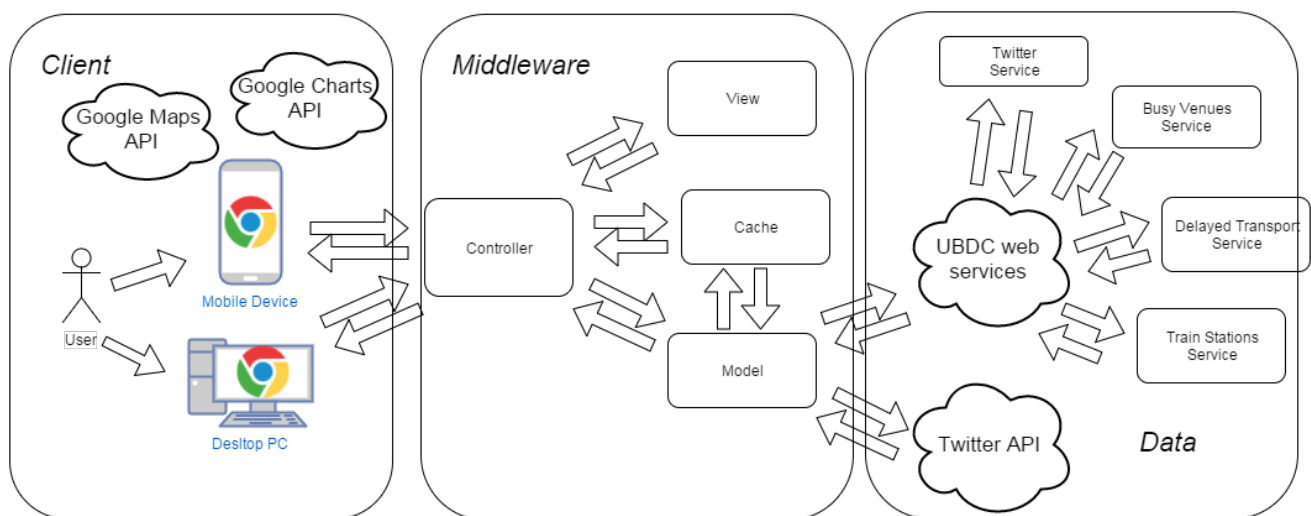 Client
Google Maps
API
Google Charts
API
User
Mobile Device
Desltop PC
Middleware
Controller
View
Cache
Model
Twitter
Service
Busy Venues
Service
Delayed Transport
Service
Train Stations
Service
UBDC web
services
Twitter API
Data